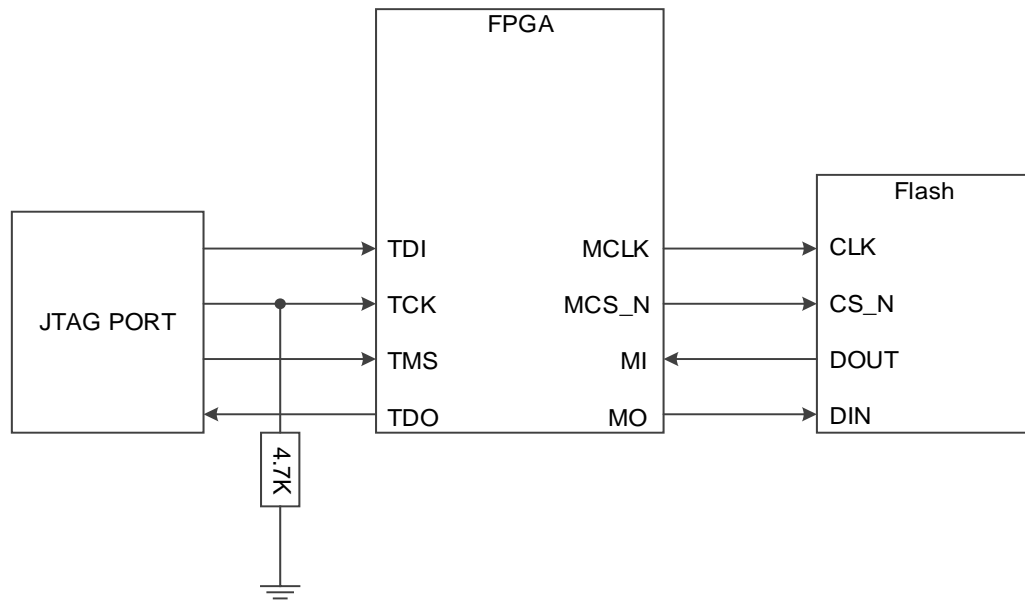 FPGA
Flash
JTAG PORT
TDI
TCK
TMS
TDO
MCLK
MCS_N
MI
MO
CLK
CS_N
DOUT
DIN
4.7K